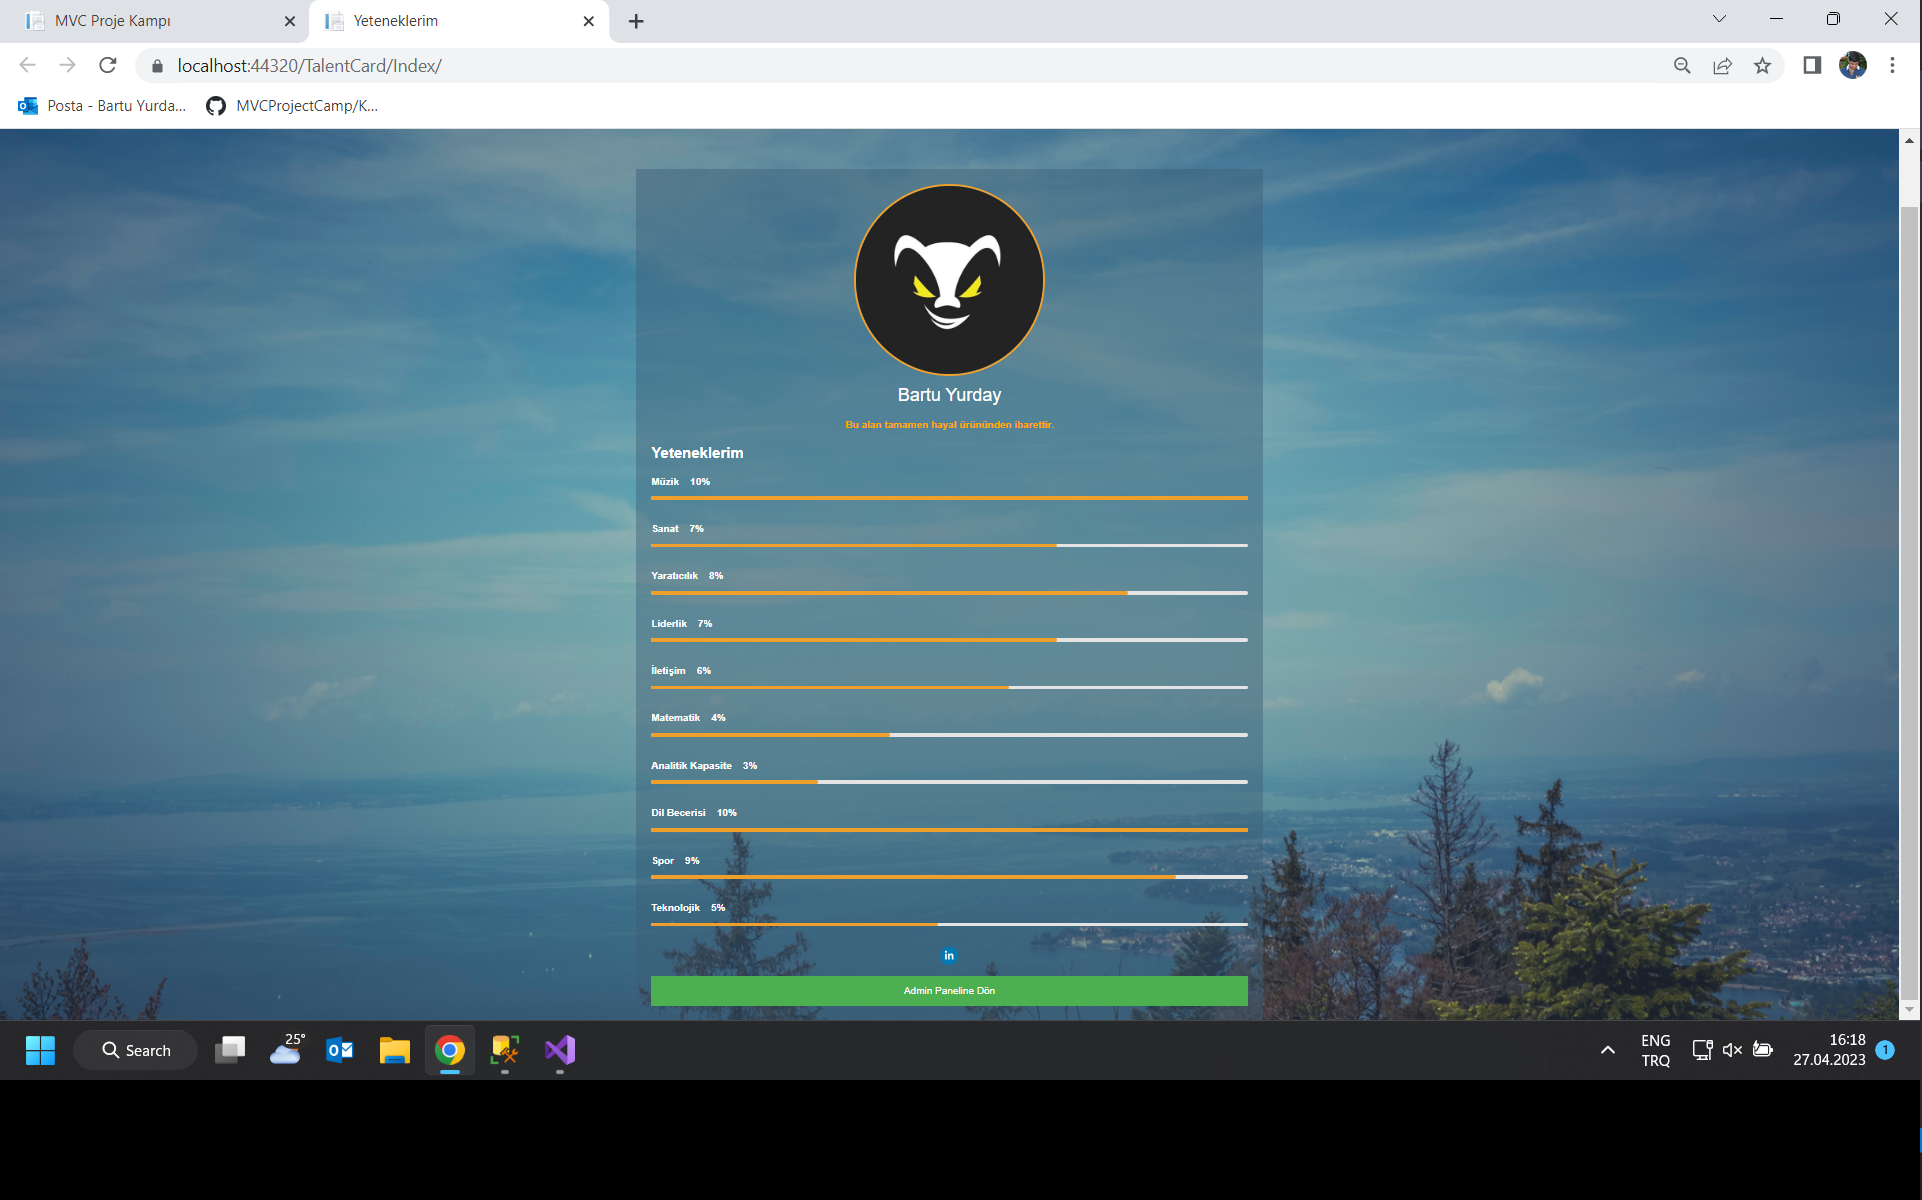 MVC Proje Kampı
Yeteneklerim
localhost:44320/TalentCard/Index/
Posta - Bartu Yurda...
MVCProjectCamp/K...
Bartu Yurday
Bu alan tamamen hayal ürününden ibarettir.
Yeteneklerim
Müzik 10%
Sanat 7%
Yaratıcılık 8%
Liderlik 7%
İletişim 6%
Matematik 4%
Analitik Kapasite 3%
Dil Becerisi 10%
Spor 9%
Teknolojik 5%
in
Admin Paneline Dön
Search
25°
ENG
TRQ
16:18
27.04.2023
1